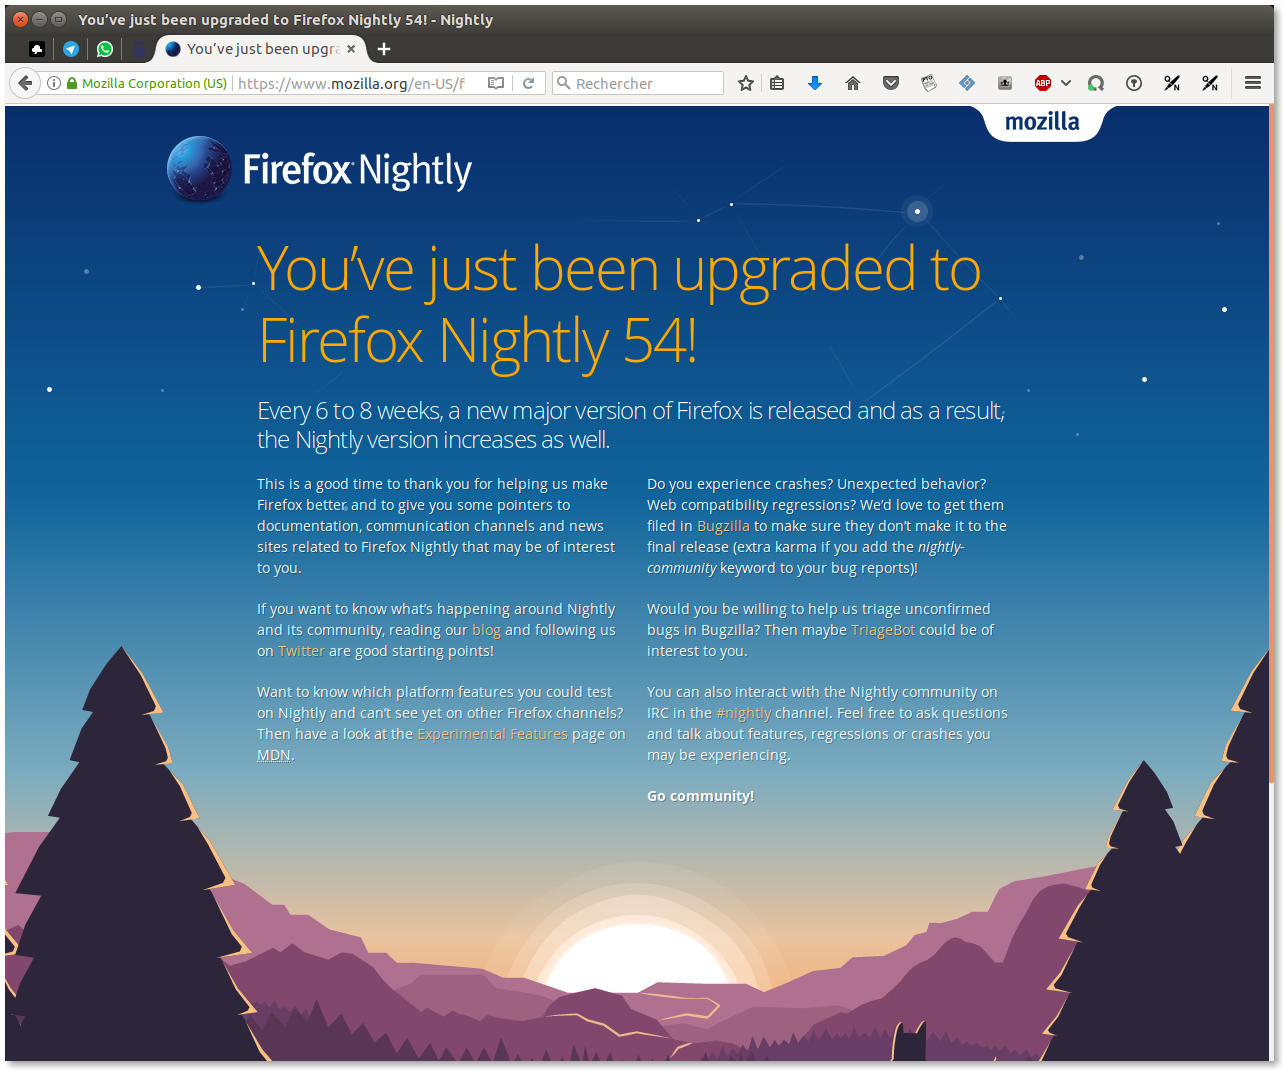 You've just been upgraded to Firefox Nightly 54! - Nightly
You've just been upgra
Mozilla Corporation (US)
https://www.mozilla.org/en-US/f
Rechercher
ABP
mozilla
Firefox Nightly
You've just been upgraded to
Firefox Nightly 54!
Every 6 to 8 weeks, a new major version of Firefox is released and as a result,
the Nightly version increases as well.
This is a good time to thank you for helping us make
Firefox better and to give you some pointers to
documentation, communication channels and news
sites related to Firefox Nightly that may be of interest
to you.
If you want to know what's happening around Nightly
and its community, reading our blog and following us
on Twitter are good starting points!
Want to know which platform features you could test
on Nightly and can't see yet on other Firefox channels?
Then have a look at the Experimental Features page on
MDN.
Do you experience crashes? Unexpected behavior?
Web compatibility regressions? We'd love to get them
filed in Bugzilla to make sure they don't make it to the
final release (extra karma if you add the nightly-
community keyword to your bug reports)!
Would you be willing to help us triage unconfirmed
bugs in Bugzilla? Then maybe TriageBot could be of
interest to you.
You can also interact with the Nightly community on
IRC in the #nightly channel. Feel free to ask questions
and talk about features, regressions or crashes you
may be experiencing.
Go community!